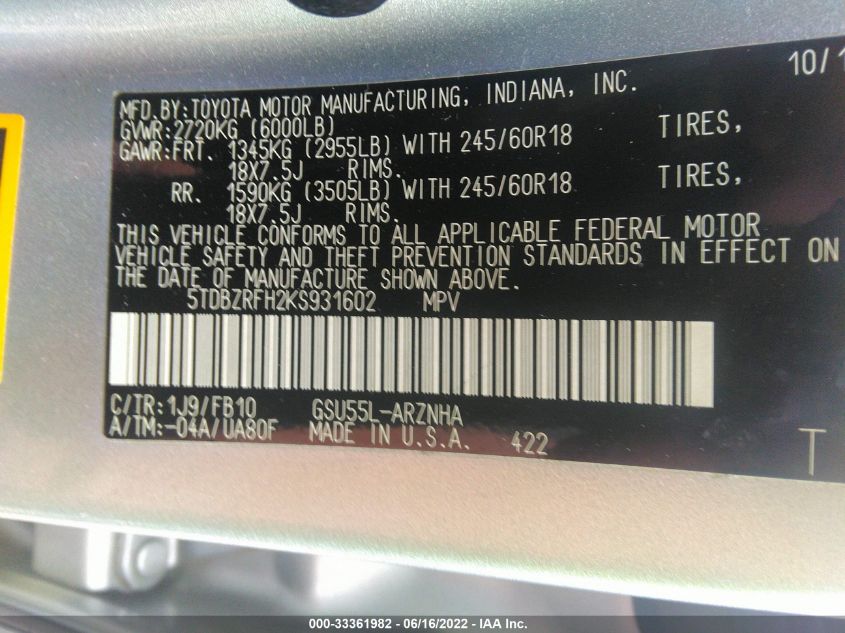 10/1
MFD.BY:TOYOTA MOTOR MANUFACTURING, INDIANA, INC.
GVWR:2720KG (6000LB)
GAWR:FRT. 1345KG (2955LB) WITH 245/60R18 TIRES,
18X7.5J RIMS.
RR. 1590KG (3505LB) WITH 245/60R18 TIRES,
18X7.5J RIMS.
THIS VEHICLE CONFORMS TO ALL APPLICABLE FEDERAL MOTOR
VEHICLE SAFETY AND THEFT PREVENTION STANDARDS IN EFFECT ON
THE DATE OF MANUFACTURE SHOWN ABOVE.
5TDBZRFH2KS931602 MPV
C/TR:1J9/FB10 GSU55L-ARZNHA
A/TM:-04A/UA80F MADE IN U.S.A. 422
T
000-33361982 - 06/16/2022 - IAA Inc.